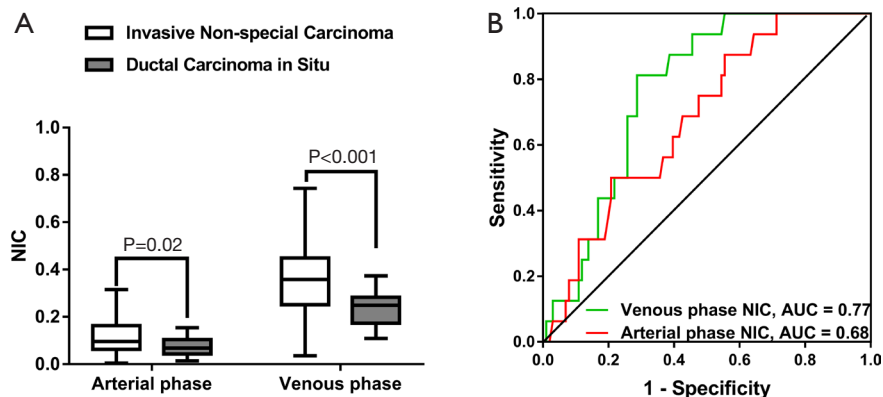 A
Invasive Non-special Carcinoma
Ductal Carcinoma in Situ
NIC
1.0
0.8
0.6
0.4
0.2
0.0
P=0.02
P<0.001
Arterial phase
Venous phase
B
Sensitivity
1.0
0.8
0.6
0.4
0.2
0.0
Venous phase NIC, AUC = 0.77
Arterial phase NIC, AUC = 0.68
0.0 0.2 0.4 0.6 0.8 1.0
1 - Specificity